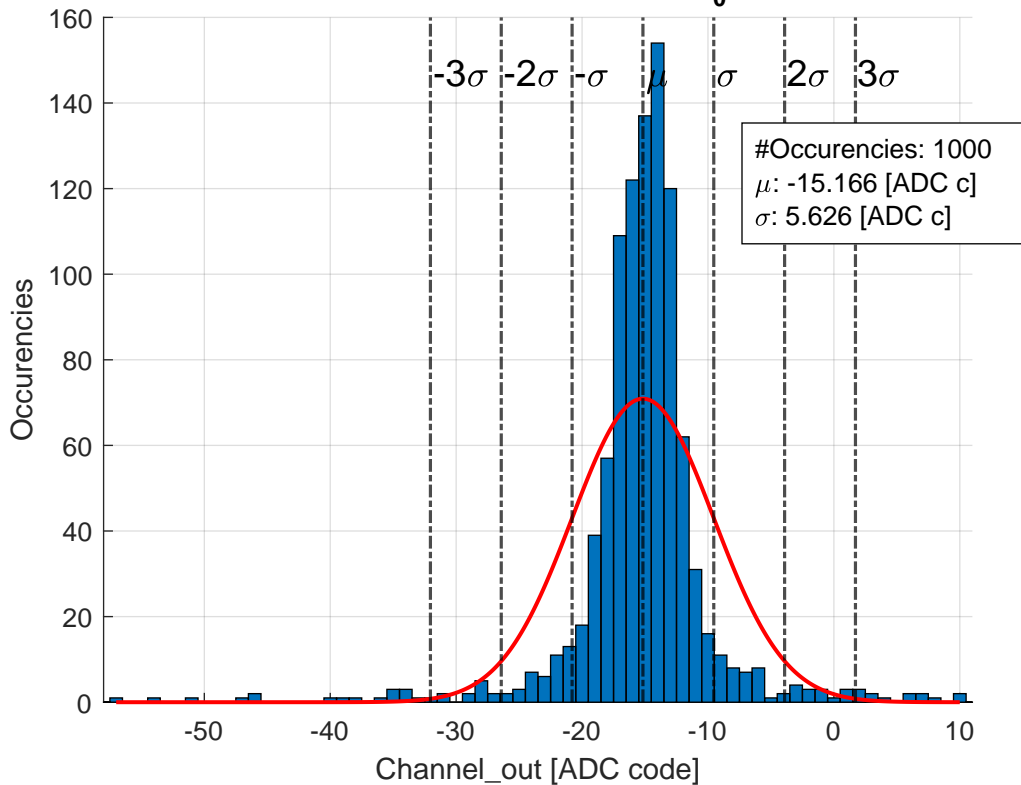 0
160
140
120
100
80
60
40
20
0
Occurencies
-3σ -2σ -σ μ σ 2σ 3σ
#Occurencies: 1000
μ: -15.166 [ADC c]
σ: 5.626 [ADC c]
-50 -40 -30 -20 -10 0 10
Channel_out [ADC code]